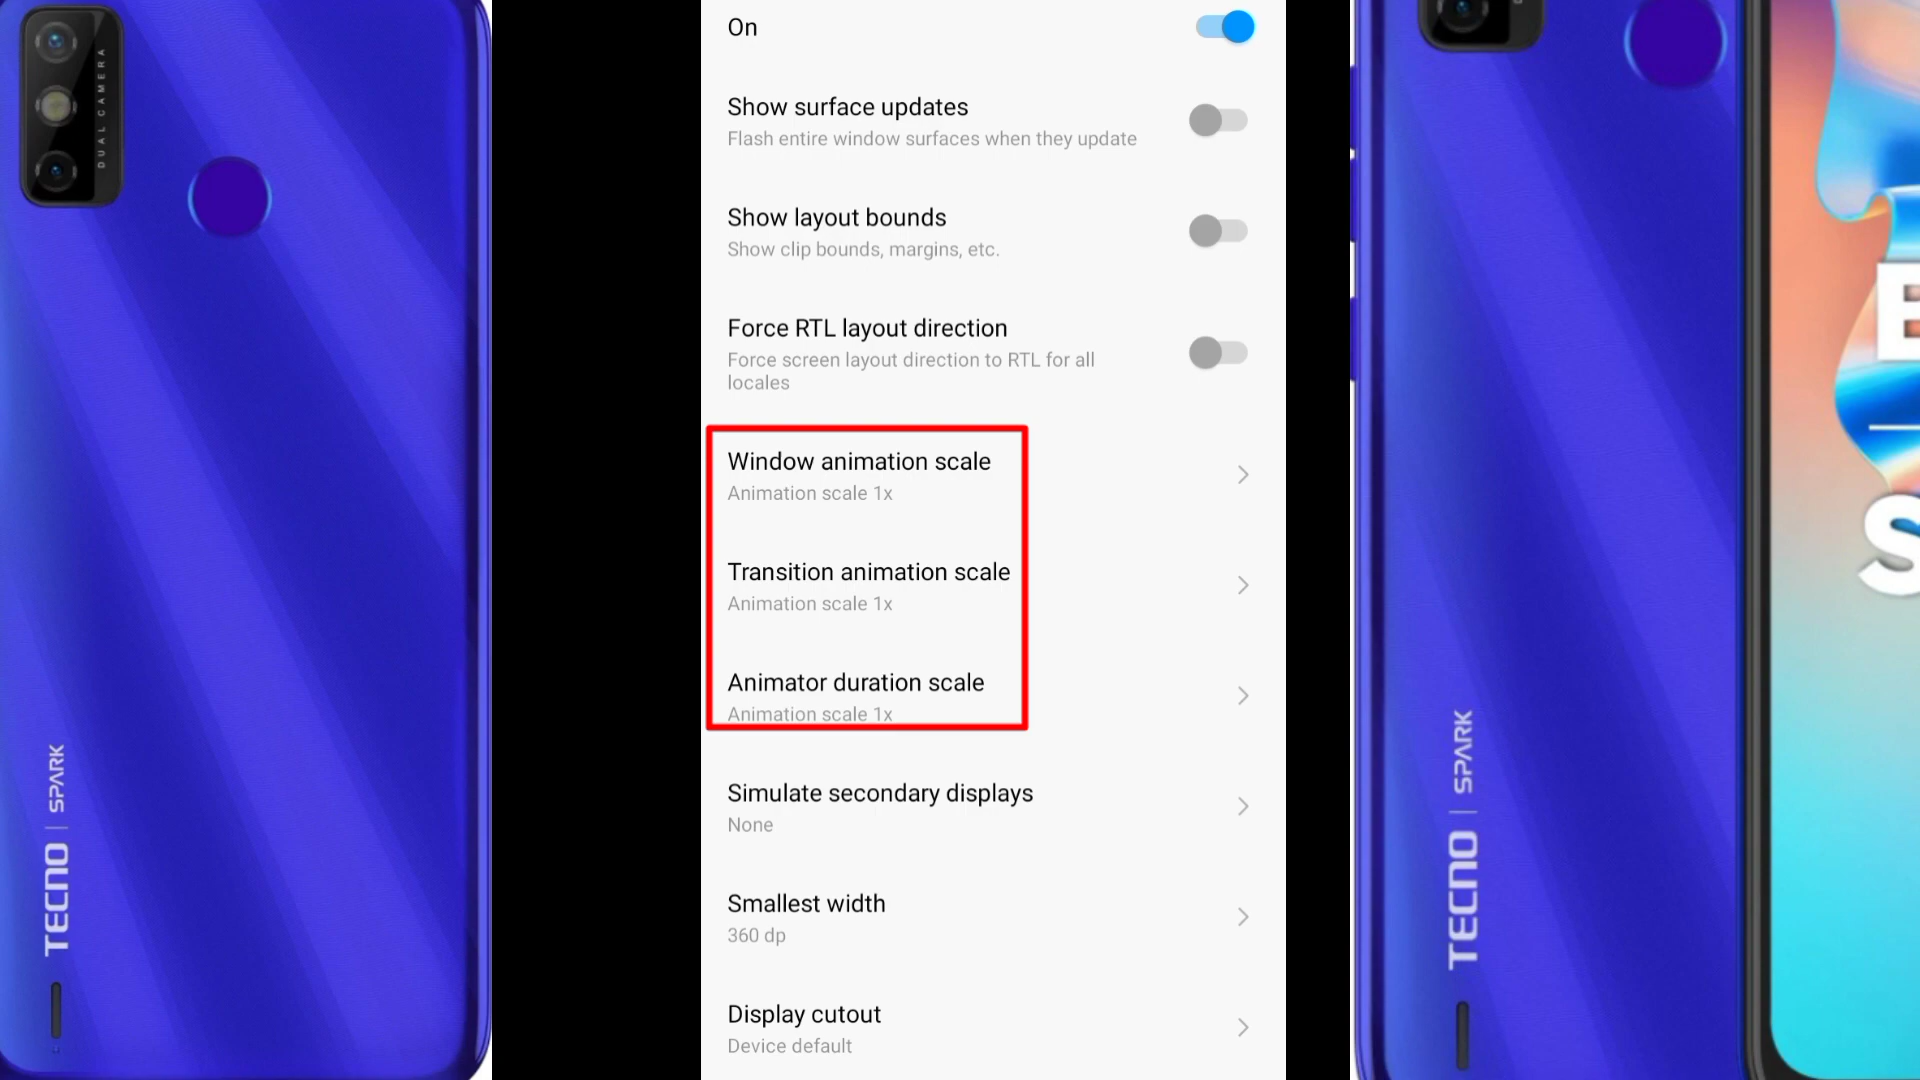 DUAL CAMERA
TECNO | SPARK
On
Show surface updates
Flash entire window surfaces when they update
Show layout bounds
Show clip bounds, margins, etc.
Force RTL layout direction
Force screen layout direction to RTL for all
locales
Window animation scale
Animation scale 1x
Transition animation scale
Animation scale 1x
Animator duration scale
Animation scale 1x
Simulate secondary displays
None
Smallest width
360 dp
Display cutout
Device default
TECNO | SPARK